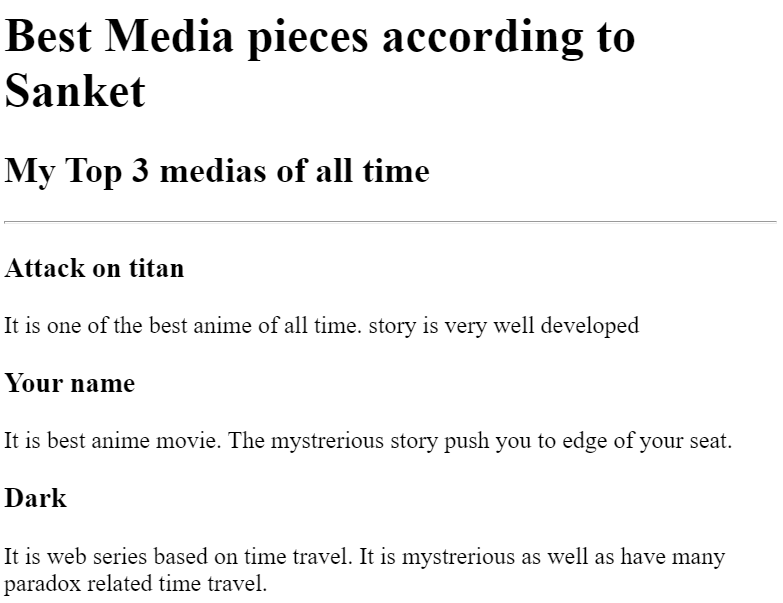 Best Media pieces according to
Sanket
My Top 3 medias of all time
Attack on titan
It is one of the best anime of all time. story is very well developed
Your name
It is best anime movie. The mystrerious story push you to edge of your seat.
Dark
It is web series based on time travel. It is mystrerious as well as have many
paradox related time travel.